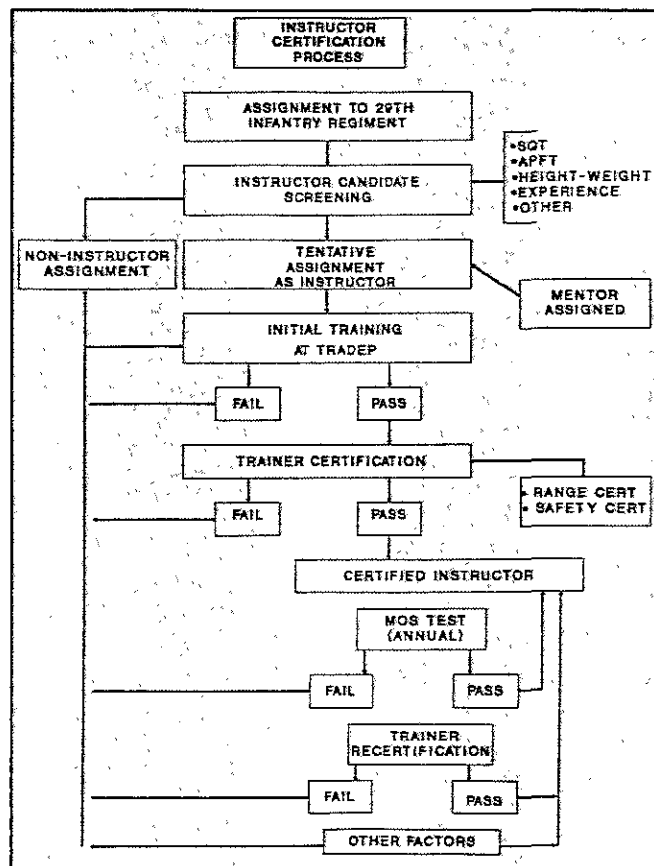 INSTRUCTOR
CERTIFICATION
PROCESS
ASSIGNMENT TO 29TH
INFANTRY REGIMENT
INSTRUCTOR CANDIDATE
SCREENING
•SQT
•APFT
•HEIGHT-WEIGHT
•EXPERIENCE
•OTHER
NON-INSTRUCTOR
ASSIGNMENT
TENTATIVE
ASSIGNMENT
AS INSTRUCTOR
MENTOR
ASSIGNED
INITIAL TRAINING
AT TRADEP
FAIL
PASS
TRAINER CERTIFICATION
• RANGE CERT
• SAFETY CERT
FAIL
PASS
CERTIFIED INSTRUCTOR
MOS TEST
(ANNUAL)
FAIL
PASS
TRAINER
RECERTIFICATION
FAIL
PASS
OTHER FACTORS